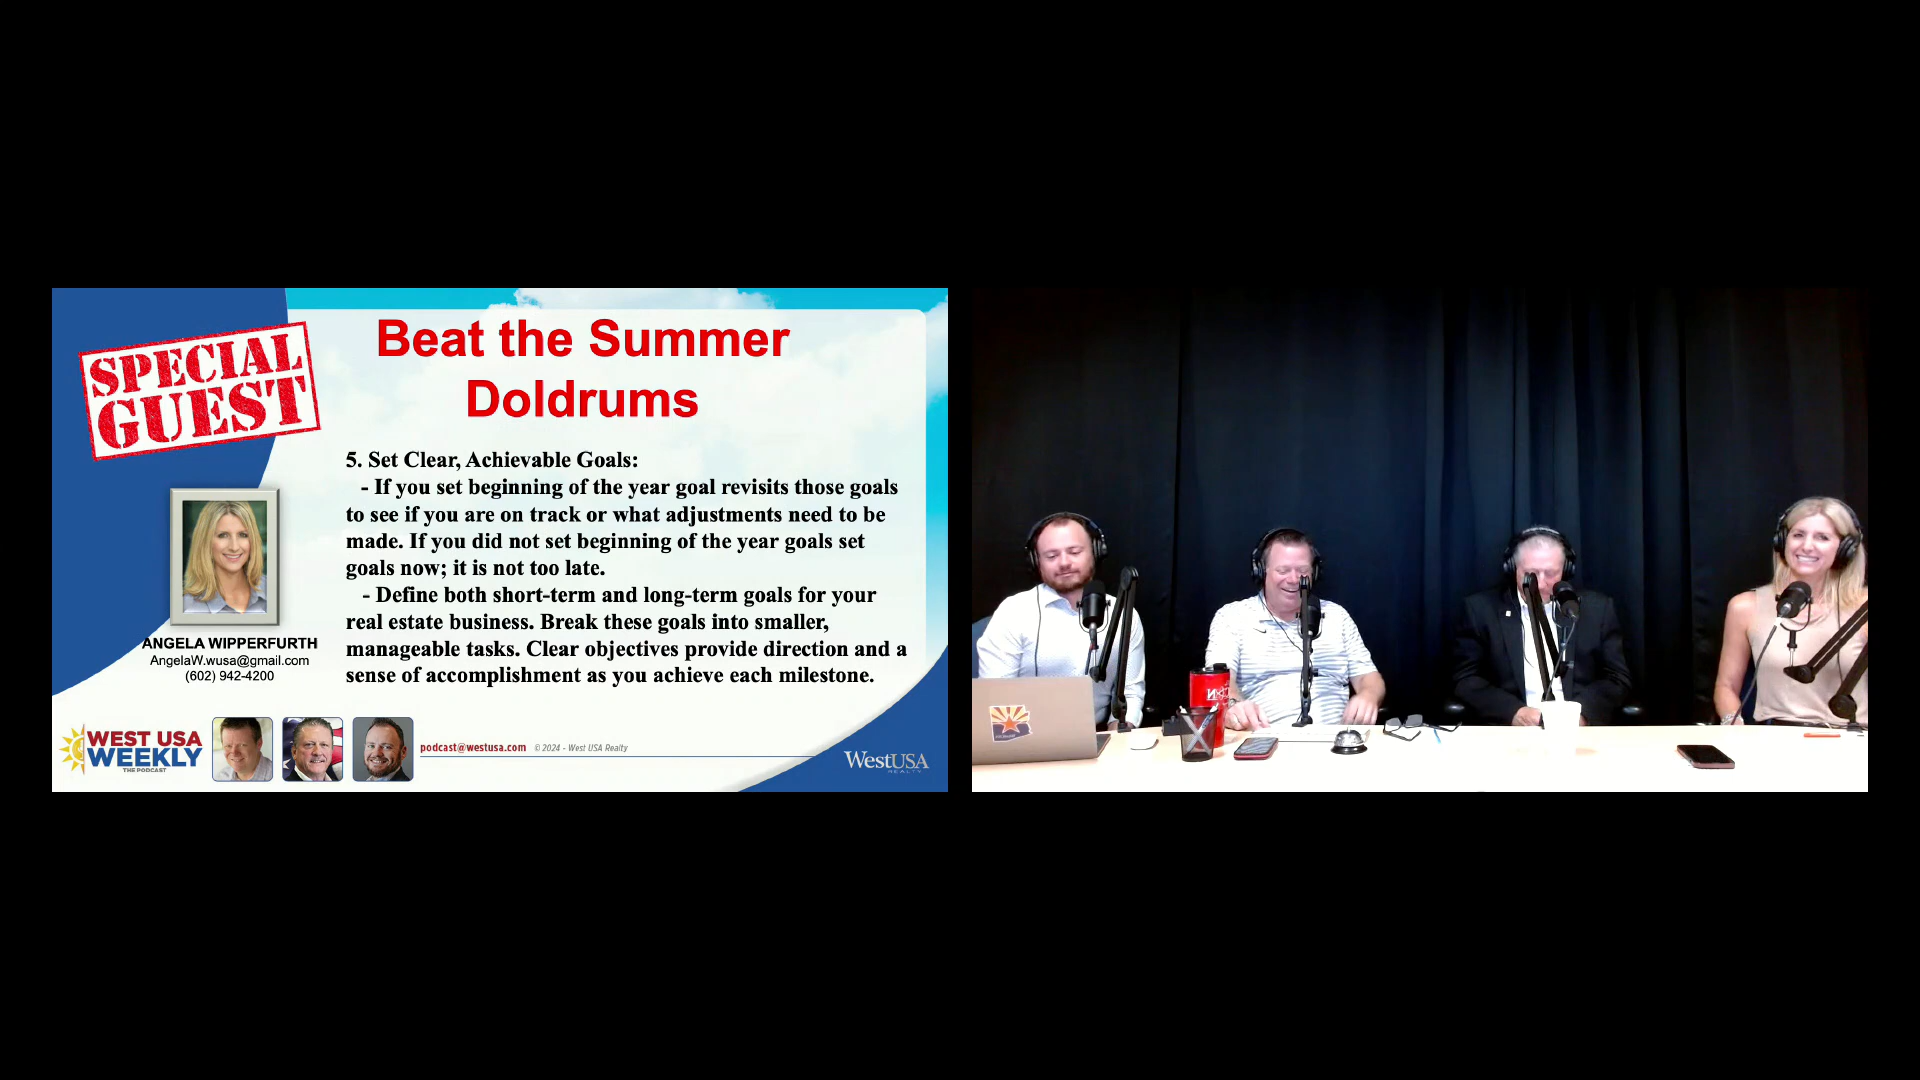 SPECIAL
GUEST
Beat the Summer
Doldrums
5. Set Clear, Achievable Goals:
- If you set beginning of the year goal revisits those goals
to see if you are on track or what adjustments need to be
made. If you did not set beginning of the year goals set
goals now; it is not too late.
- Define both short-term and long-term goals for your
real estate business. Break these goals into smaller,
manageable tasks. Clear objectives provide direction and a
sense of accomplishment as you achieve each milestone.
ANGELA WIPPERFURTH
AngelaW.wusa@gmail.com
(602) 942-4200
WEST USA
WEEKLY
THE PODCAST
podcast@westusa.com © 2024 - West USA Realty
WestUSA
REALTY